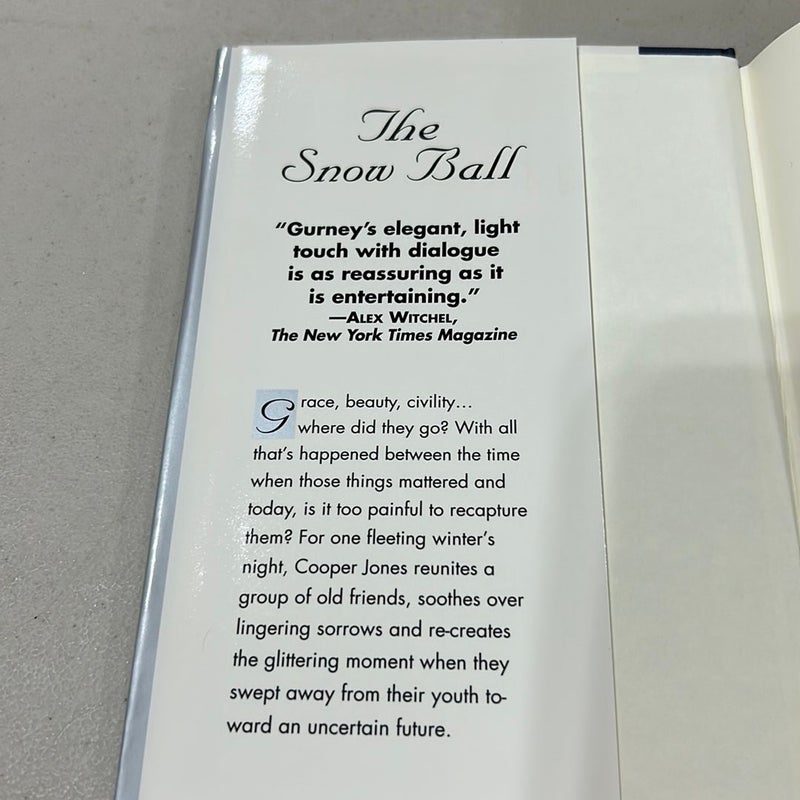 The
Snow Ball
“Gurney’s elegant, light
touch with dialogue
is as reassuring as it
is entertaining.”
—ALEX WITCHEL,
The New York Times Magazine
Grace, beauty, civility...
where did they go? With all
that’s happened between the time
when those things mattered and
today, is it too painful to recapture
them? For one fleeting winter’s
night, Cooper Jones reunites a
group of old friends, soothes over
lingering sorrows and re-creates
the glittering moment when they
swept away from their youth to-
ward an uncertain future.